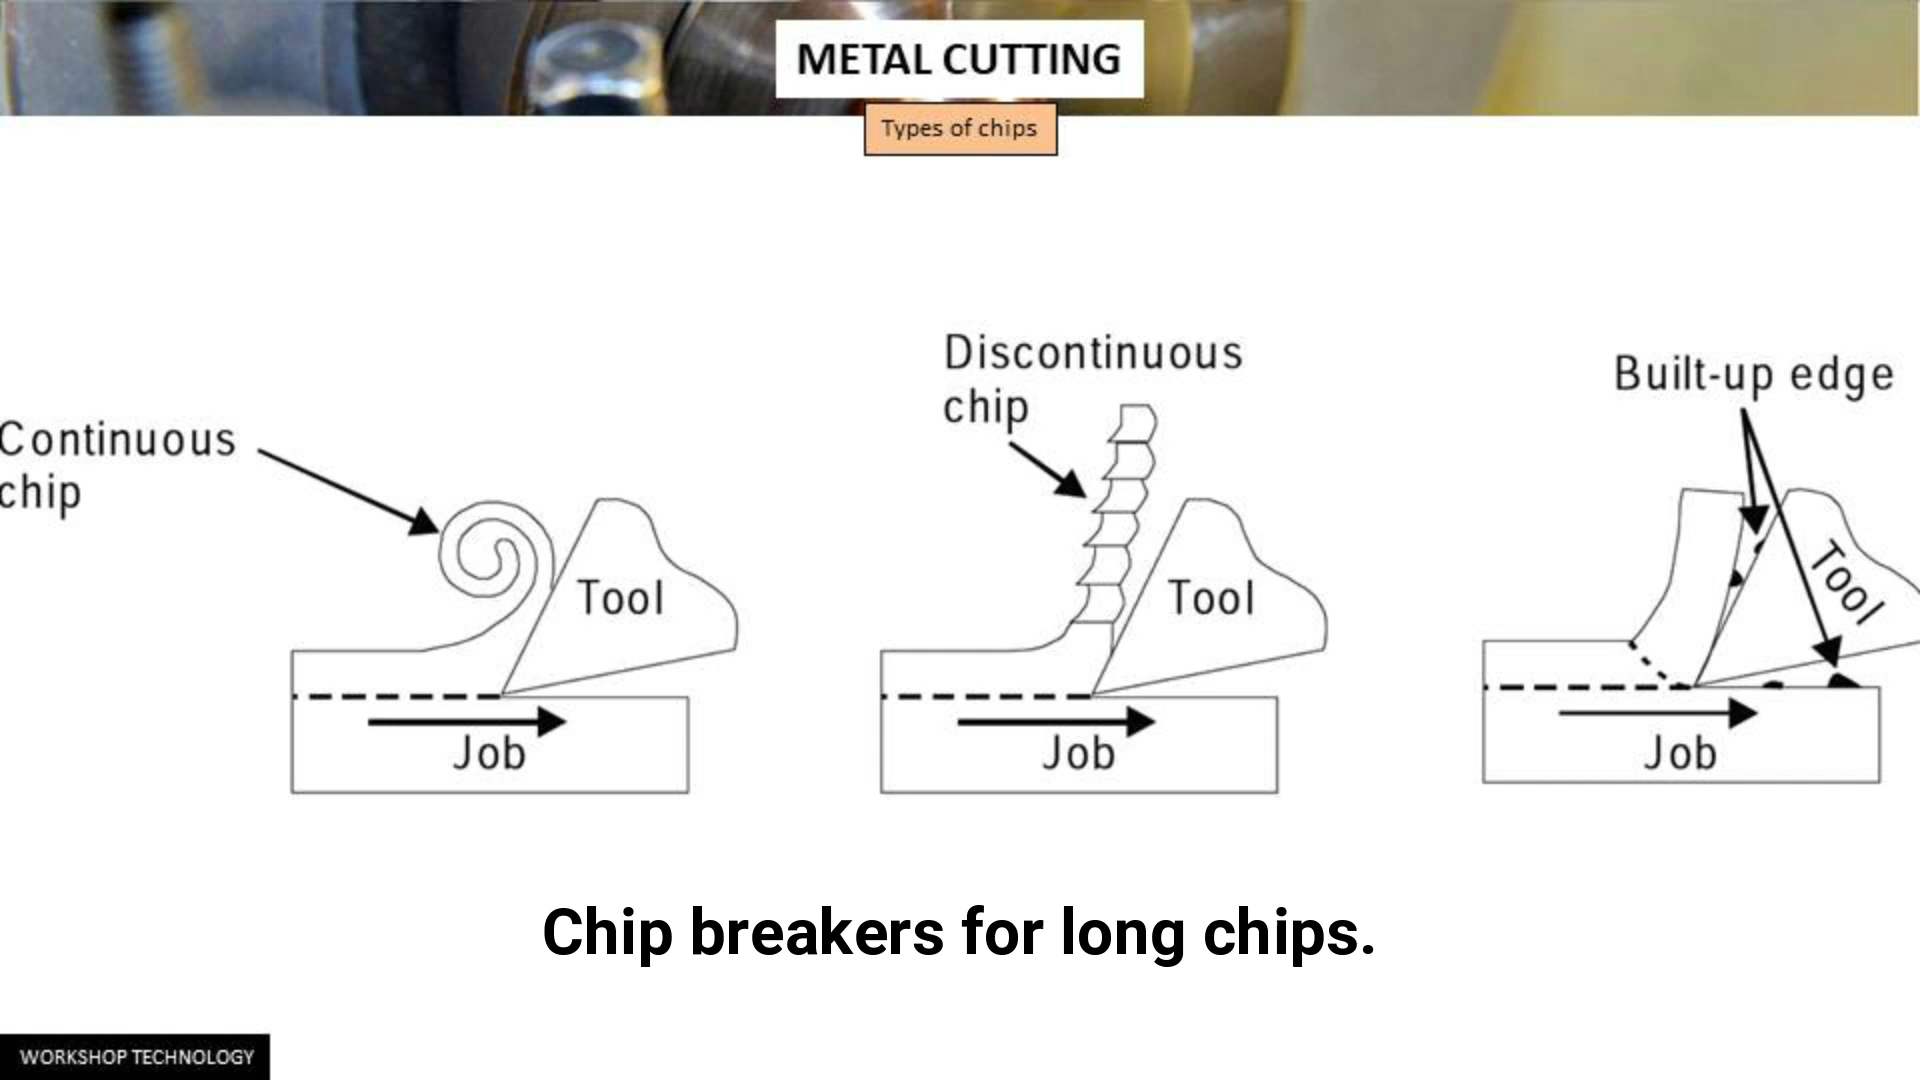 METAL CUTTING
Types of chips
Continuous
chip
Tool
Job
Discontinuous
chip
Tool
Job
Built-up edge
Tool
Job
Chip breakers for long chips.
WORKSHOP TECHNOLOGY